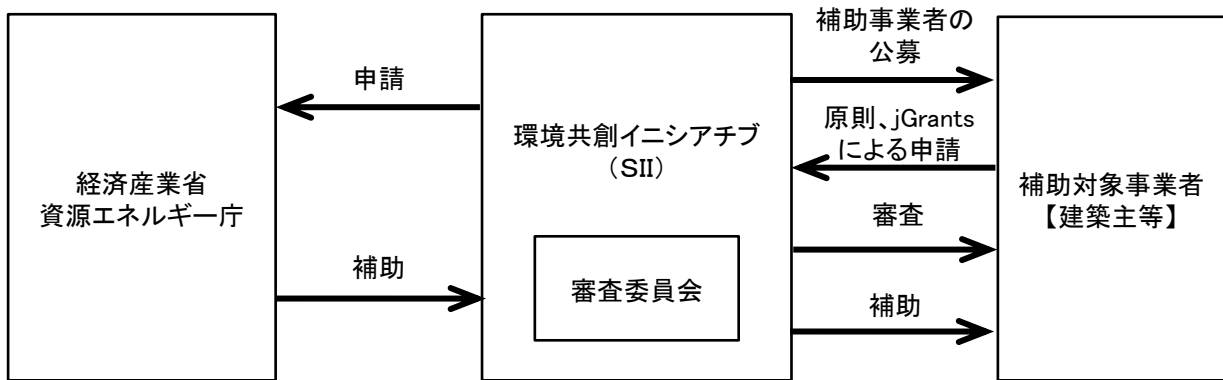 経済産業省
資源エネルギー庁
申請
補助
環境共創イニシアチブ
（SII）
審査委員会
補助事業者の
公募
原則、jGrants
による申請
審査
補助
補助対象事業者
【建築主等】